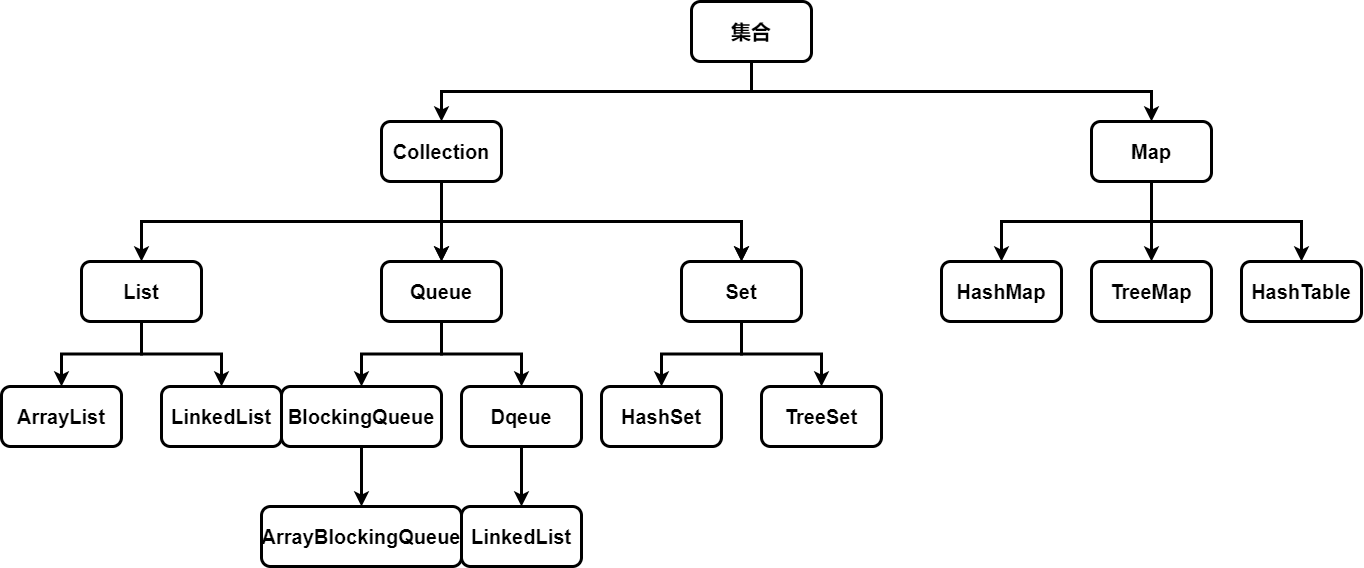 集合
Collection
Map
List
Queue
Set
HashMap
TreeMap
HashTable
ArrayList
LinkedList
BlockingQueue
Dqeue
HashSet
TreeSet
ArrayBlockingQueue
LinkedList